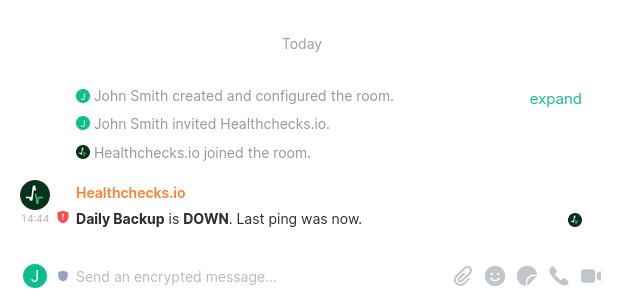 Today
J John Smith created and configured the room. expand
J John Smith invited Healthchecks.io.
Healthchecks.io joined the room.
Healthchecks.io
14:44 Daily Backup is DOWN. Last ping was now.
J Send an encrypted message…